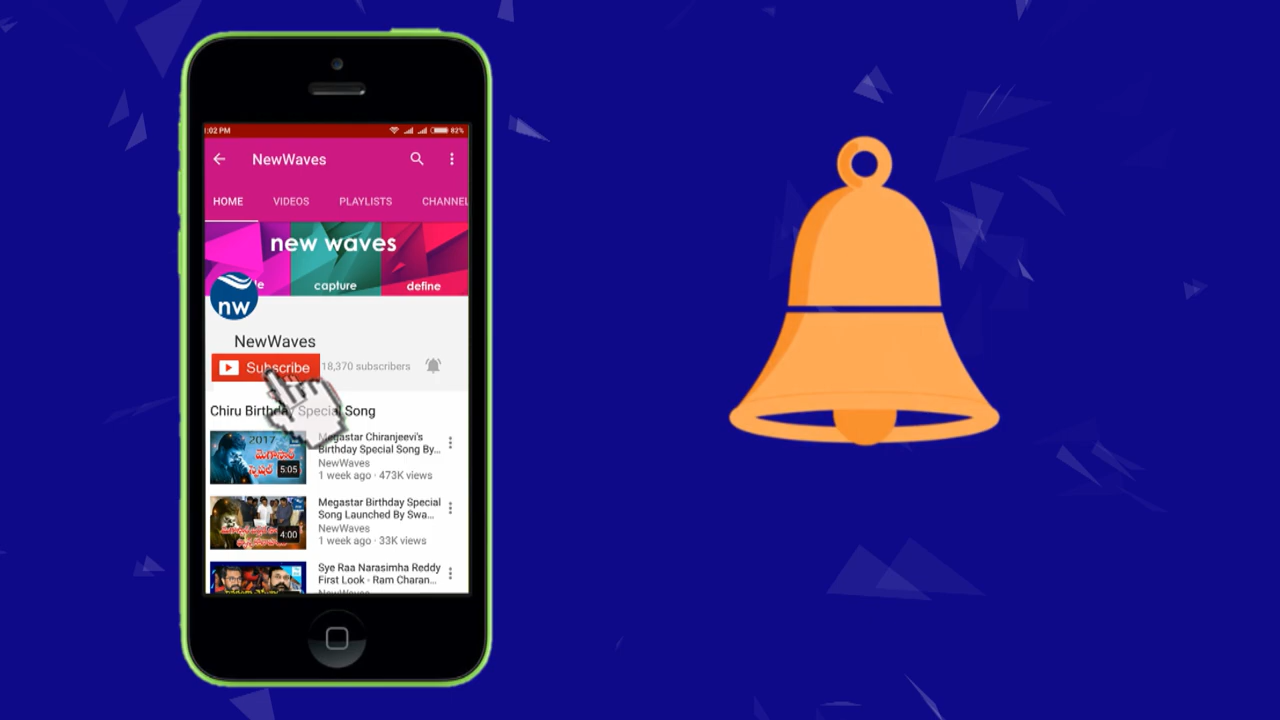 1:02 PM
82%
NewWaves
HOME VIDEOS PLAYLISTS CHANNEL
new waves
capture define
nw
NewWaves
Subscribe 18,370 subscribers
Chiru Birthday Special Song
2017
మెగాస్టార్
స్పెషల్
5:05
Megastar Chiranjeevi's
Birthday Special Song By...
NewWaves
1 week ago · 473K views
4:00
Megastar Birthday Special
Song Launched By Swa...
NewWaves
1 week ago · 33K views
Sye Raa Narasimha Reddy
First Look - Ram Charan...
NewWaves